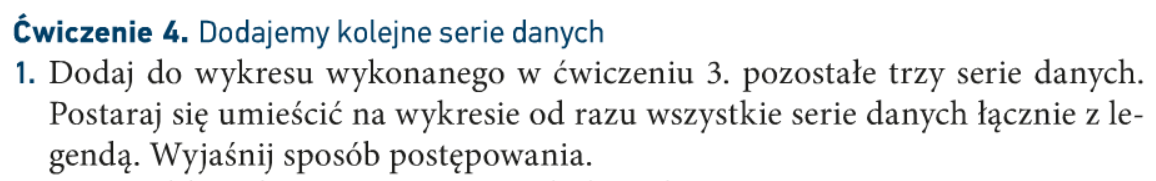 Ćwiczenie 4. Dodajemy kolejne serie danych
1. Dodaj do wykresu wykonanego w ćwiczeniu 3. pozostałe trzy serie danych.
Postaraj się umieścić na wykresie od razu wszystkie serie danych łącznie z le-
gendą. Wyjaśnij sposób postępowania.